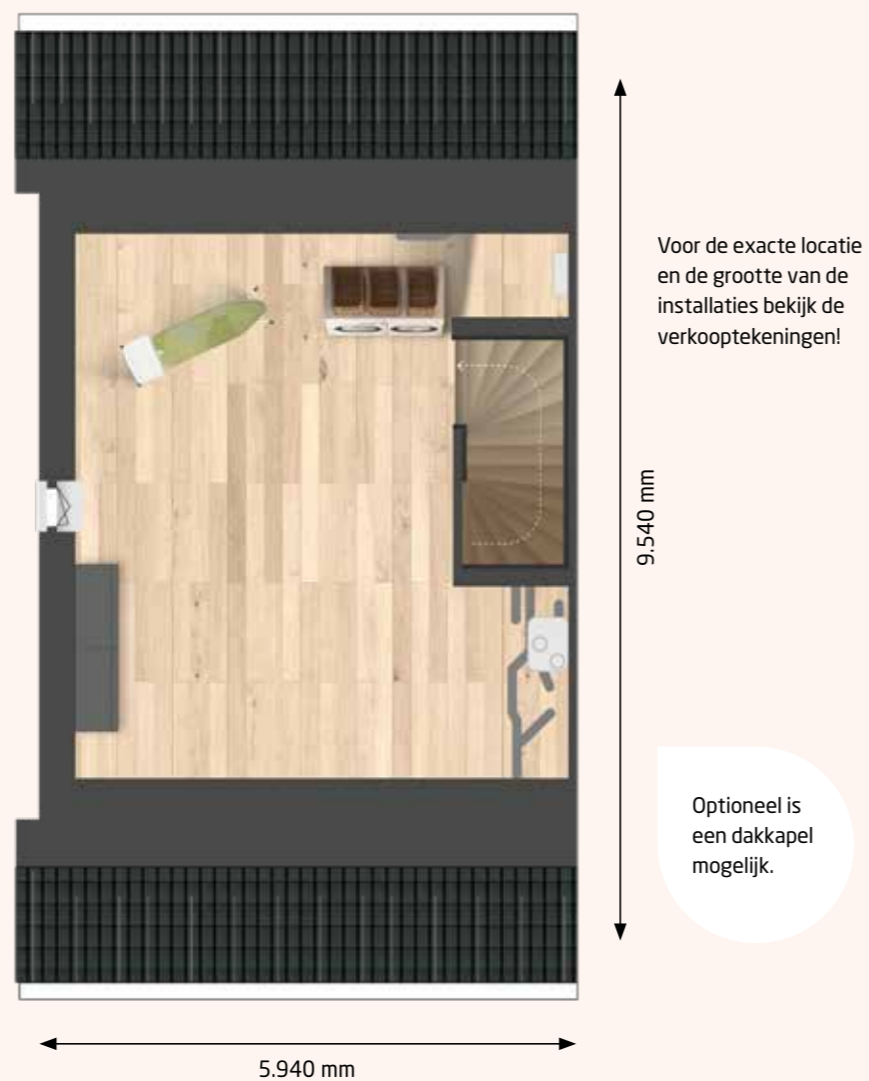 Voor de exacte locatie
en de grootte van de
installaties bekijk de
verkooptekeningen!
9.540 mm
Optioneel is
een dakkapel
mogelijk.
5.940 mm